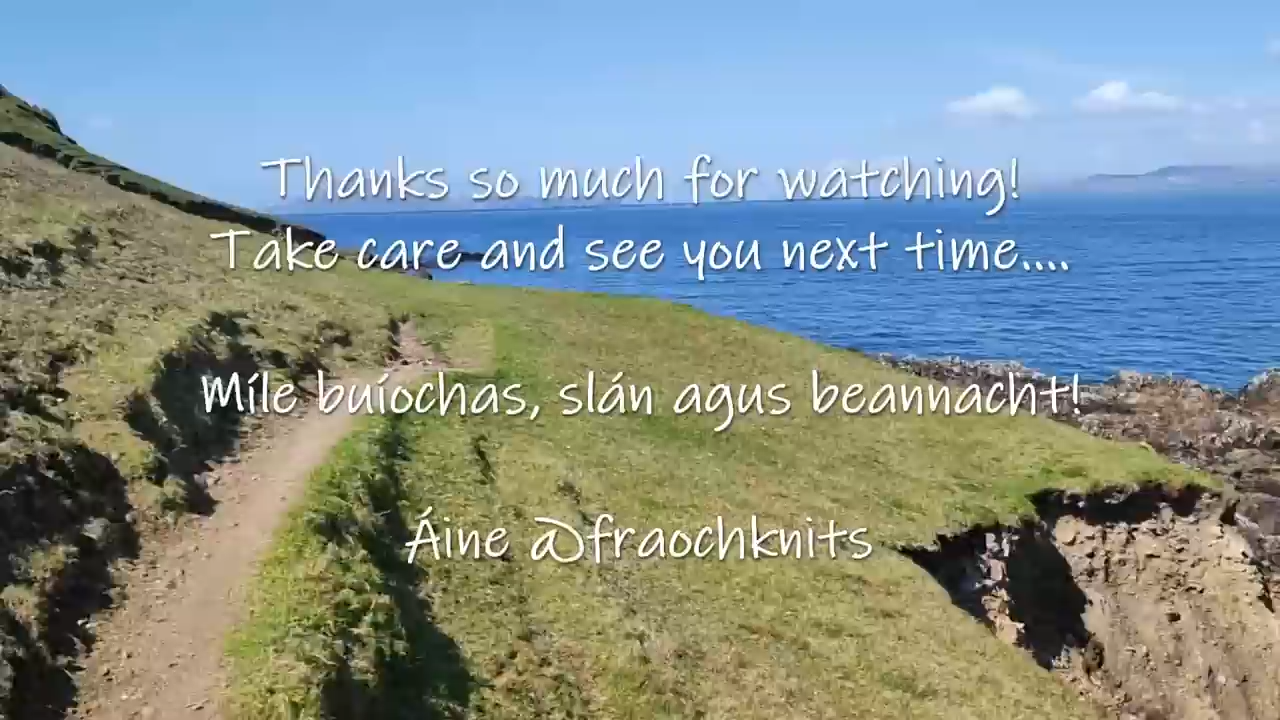 Thanks so much for watching!
Take care and see you next time....
Míle buíochas, slán agus beannacht!
Áine @fraochknits